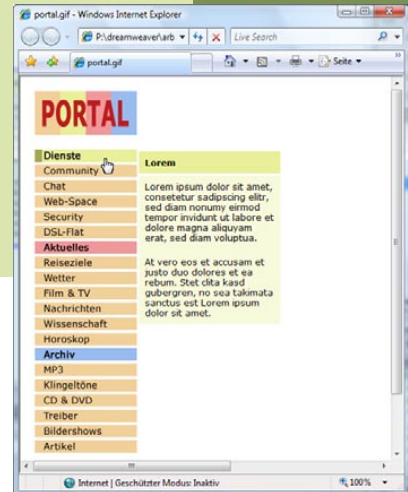 portal.gif - Windows Internet Explorer
P:\dreamweaver\arb
Live Search
portal.gif
Seite
PORTAL
Dienste
Community
Chat
Web-Space
Security
DSL-Flat
Aktuelles
Reiseziele
Wetter
Film & TV
Nachrichten
Wissenschaft
Horoskop
Archiv
MP3
Klingeltöne
CD & DVD
Treiber
Bildershows
Artikel
Lorem
Lorem ipsum dolor sit amet,
consetetur sadipscing elitr,
sed diam nonumy eirmod
tempor invidunt ut labore et
dolore magna aliquyam
erat, sed diam voluptua.
At vero eos et accusam et
justo duo dolores et ea
rebum. Stet clita kasd
gubergren, no sea takimata
sanctus est Lorem ipsum
dolor sit amet.
Internet | Geschützter Modus: Inaktiv
100%